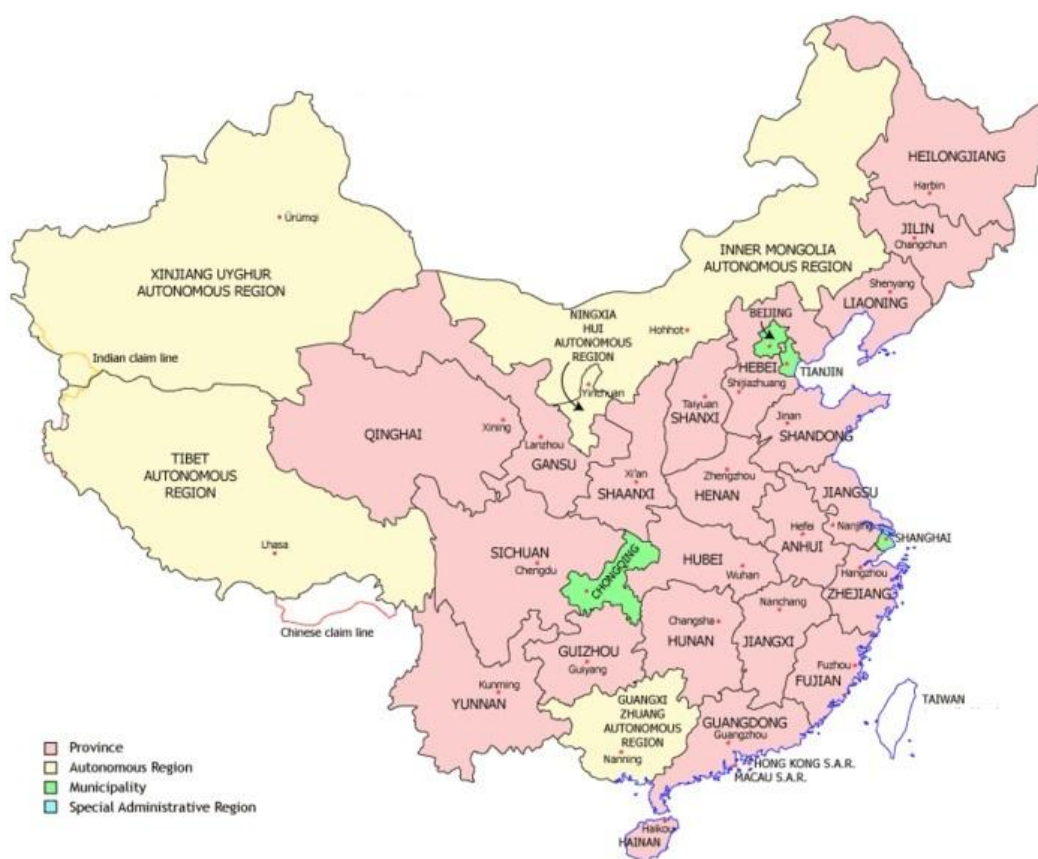 HEILONGJIANG
Harbin
JILIN
Changchun
Ürümqi
INNER MONGOLIA
AUTONOMOUS REGION
XINJIANG UYGHUR
AUTONOMOUS REGION
Shenyang
LIAONING
NINGXIA
HUI
AUTONOMOUS
REGION
Hohhot
BEIJING
Indian claim line
HEBEI
TIANJIN
Yinchuan
Shijiazhuang
Taiyuan
SHANXI
Jinan
SHANDONG
QINGHAI
Xining
Lanzhou
GANSU
TIBET
AUTONOMOUS
REGION
Xi'an
SHAANXI
Zhengzhou
HENAN
JIANGSU
Hefei
Nanjing
ANHUI
SHANGHAI
Lhasa
SICHUAN
Chengdu
CHONGQING
HUBEI
Wuhan
Hangzhou
ZHEJIANG
Chinese claim line
Nanchang
Changsha
HUNAN
JIANGXI
GUIZHOU
Guiyang
Fuzhou
FUJIAN
Kunming
YUNNAN
GUANGXI
ZHUANG
AUTONOMOUS
REGION
Nanning
GUANGDONG
Guangzhou
TAIWAN
HONG KONG S.A.R.
MACAU S.A.R.
Haikou
HAINAN
Province
Autonomous Region
Municipality
Special Administrative Region